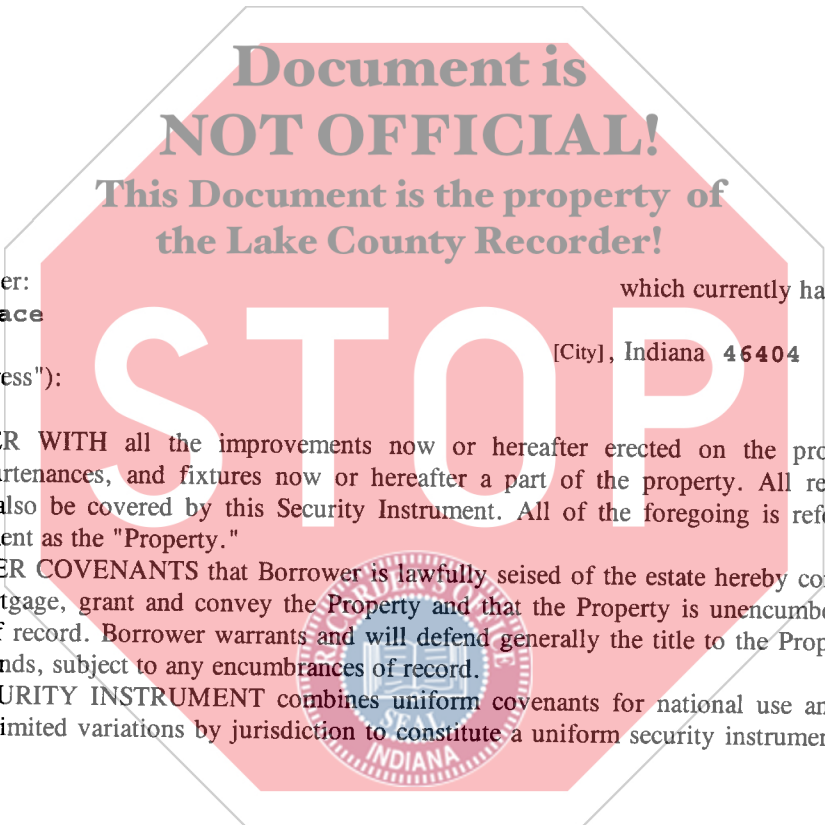 Document is
NOT OFFICIAL!
This Document is the property of
the Lake County Recorder!
er: which currently ha
ace
[City], Indiana 46404
ess"):
STOP
ER WITH all the improvements now or hereafter erected on the pro
rtenances, and fixtures now or hereafter a part of the property. All re
also be covered by this Security Instrument. All of the foregoing is refe
ent as the "Property."
ER COVENANTS that Borrower is lawfully seised of the estate hereby co
tgage, grant and convey the Property and that the Property is unencumbe
f record. Borrower warrants and will defend generally the title to the Prop
nds, subject to any encumbrances of record.
URITY INSTRUMENT combines uniform covenants for national use an
imited variations by jurisdiction to constitute a uniform security instrumen
RECORDER'S OFFICE
SEAL
INDIANA